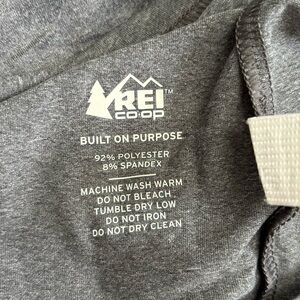 REI™
CO·OP
BUILT ON PURPOSE
92% POLYESTER
8% SPANDEX
MACHINE WASH WARM
DO NOT BLEACH
TUMBLE DRY LOW
DO NOT IRON
DO NOT DRY CLEAN